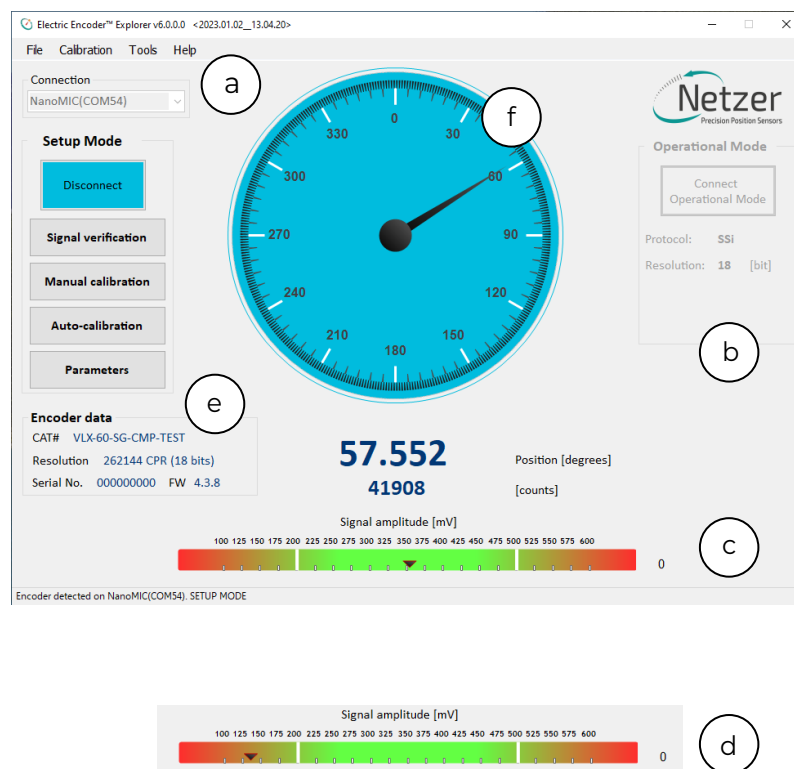 Electric Encoder™ Explorer v6.0.0.0 <2023.01.02__13.04.20>
File Calibration Tools Help
Connection
NanoMIC(COM54)
a
Setup Mode
Disconnect
Signal verification
Manual calibration
Auto-calibration
Parameters
0
30
60
90
120
150
180
210
240
270
300
330
f
Netzer
Precision Position Sensors
Operational Mode
Connect
Operational Mode
Protocol: SSi
Resolution: 18 [bit]
b
e
Encoder data
CAT# VLX-60-SG-CMP-TEST
Resolution 262144 CPR (18 bits)
Serial No. 000000000 FW 4.3.8
57.552 Position [degrees]
41908 [counts]
Signal amplitude [mV]
100 125 150 175 200 225 250 275 300 325 350 375 400 425 450 475 500 525 550 575 600
0
c
Encoder detected on NanoMIC(COM54). SETUP MODE
Signal amplitude [mV]
100 125 150 175 200 225 250 275 300 325 350 375 400 425 450 475 500 525 550 575 600
0
d